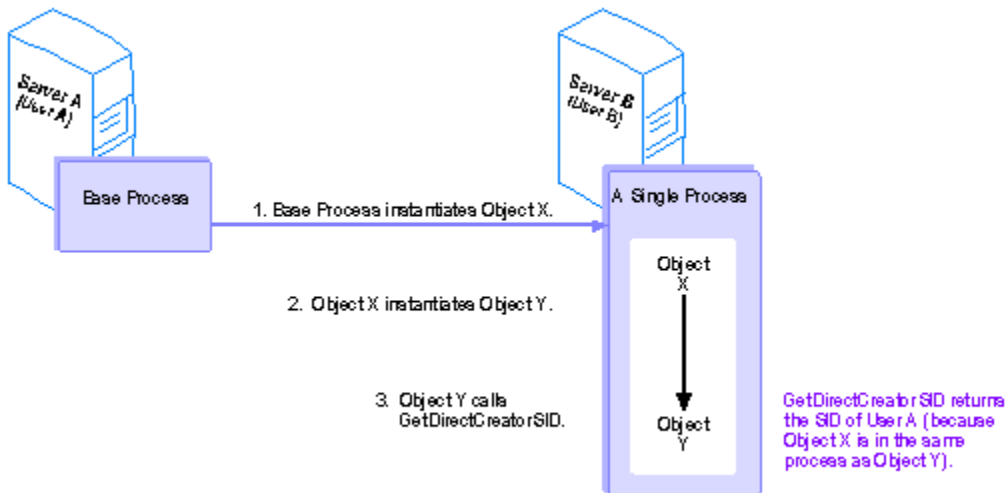 Server A
(User A)
Server B
(User B)
Base Process
A Single Process
1. Base Process instantiates Object X.
Object
X
2. Object X instantiates Object Y.
3. Object Y calls
GetDirectCreatorSID.
Object
Y
GetDirectCreatorSID returns
the SID of User A (because
Object X is in the same
process as Object Y).